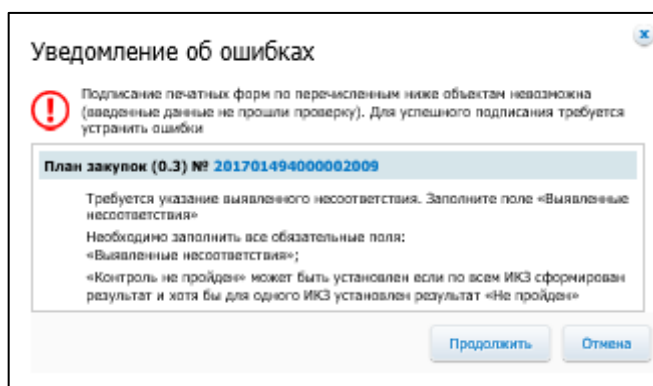 Уведомление об ошибках
Подписание печатных форм по перечисленным ниже объектам невозможна
(введенные данные не прошли проверку). Для успешного подписания требуется
устранить ошибки
План закупок (0.3) № 201701494000002009
Требуется указание выявленного несоответствия. Заполните поле «Выявленные
несоответствия»
Необходимо заполнить все обязательные поля:
«Выявленные несоответствия»;
«Контроль не пройден» может быть установлен если по всем ИКЗ сформирован
результат и хотя бы для одного ИКЗ установлен результат «Не пройден»
Продолжить Отмена